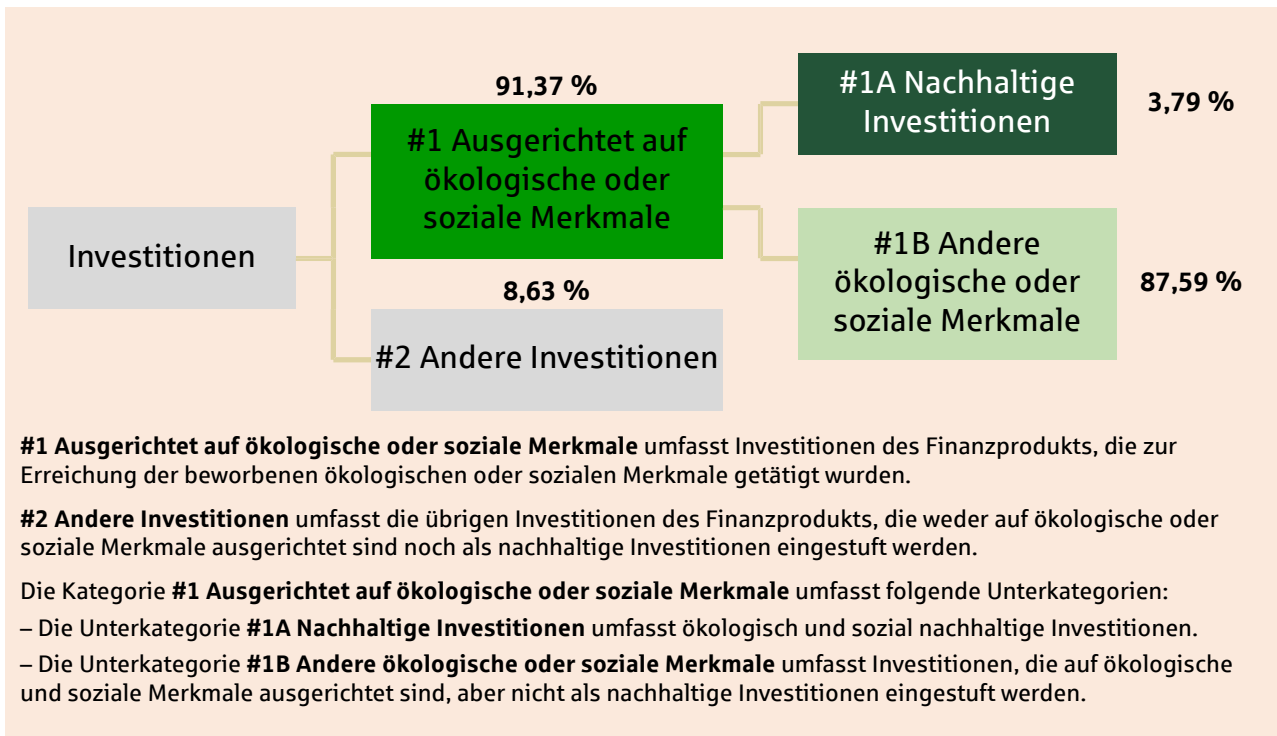 91,37 %
#1 Ausgerichtet auf
ökologische oder
soziale Merkmale
#1A Nachhaltige
Investitionen
3,79 %
Investitionen
8,63 %
#2 Andere Investitionen
#1B Andere
ökologische oder
soziale Merkmale
87,59 %
#1 Ausgerichtet auf ökologische oder soziale Merkmale umfasst Investitionen des Finanzprodukts, die zur
Erreichung der beworbenen ökologischen oder sozialen Merkmale getätigt wurden.
#2 Andere Investitionen umfasst die übrigen Investitionen des Finanzprodukts, die weder auf ökologische oder
soziale Merkmale ausgerichtet sind noch als nachhaltige Investitionen eingestuft werden.
Die Kategorie #1 Ausgerichtet auf ökologische oder soziale Merkmale umfasst folgende Unterkategorien:
– Die Unterkategorie #1A Nachhaltige Investitionen umfasst ökologisch und sozial nachhaltige Investitionen.
– Die Unterkategorie #1B Andere ökologische oder soziale Merkmale umfasst Investitionen, die auf ökologische
und soziale Merkmale ausgerichtet sind, aber nicht als nachhaltige Investitionen eingestuft werden.